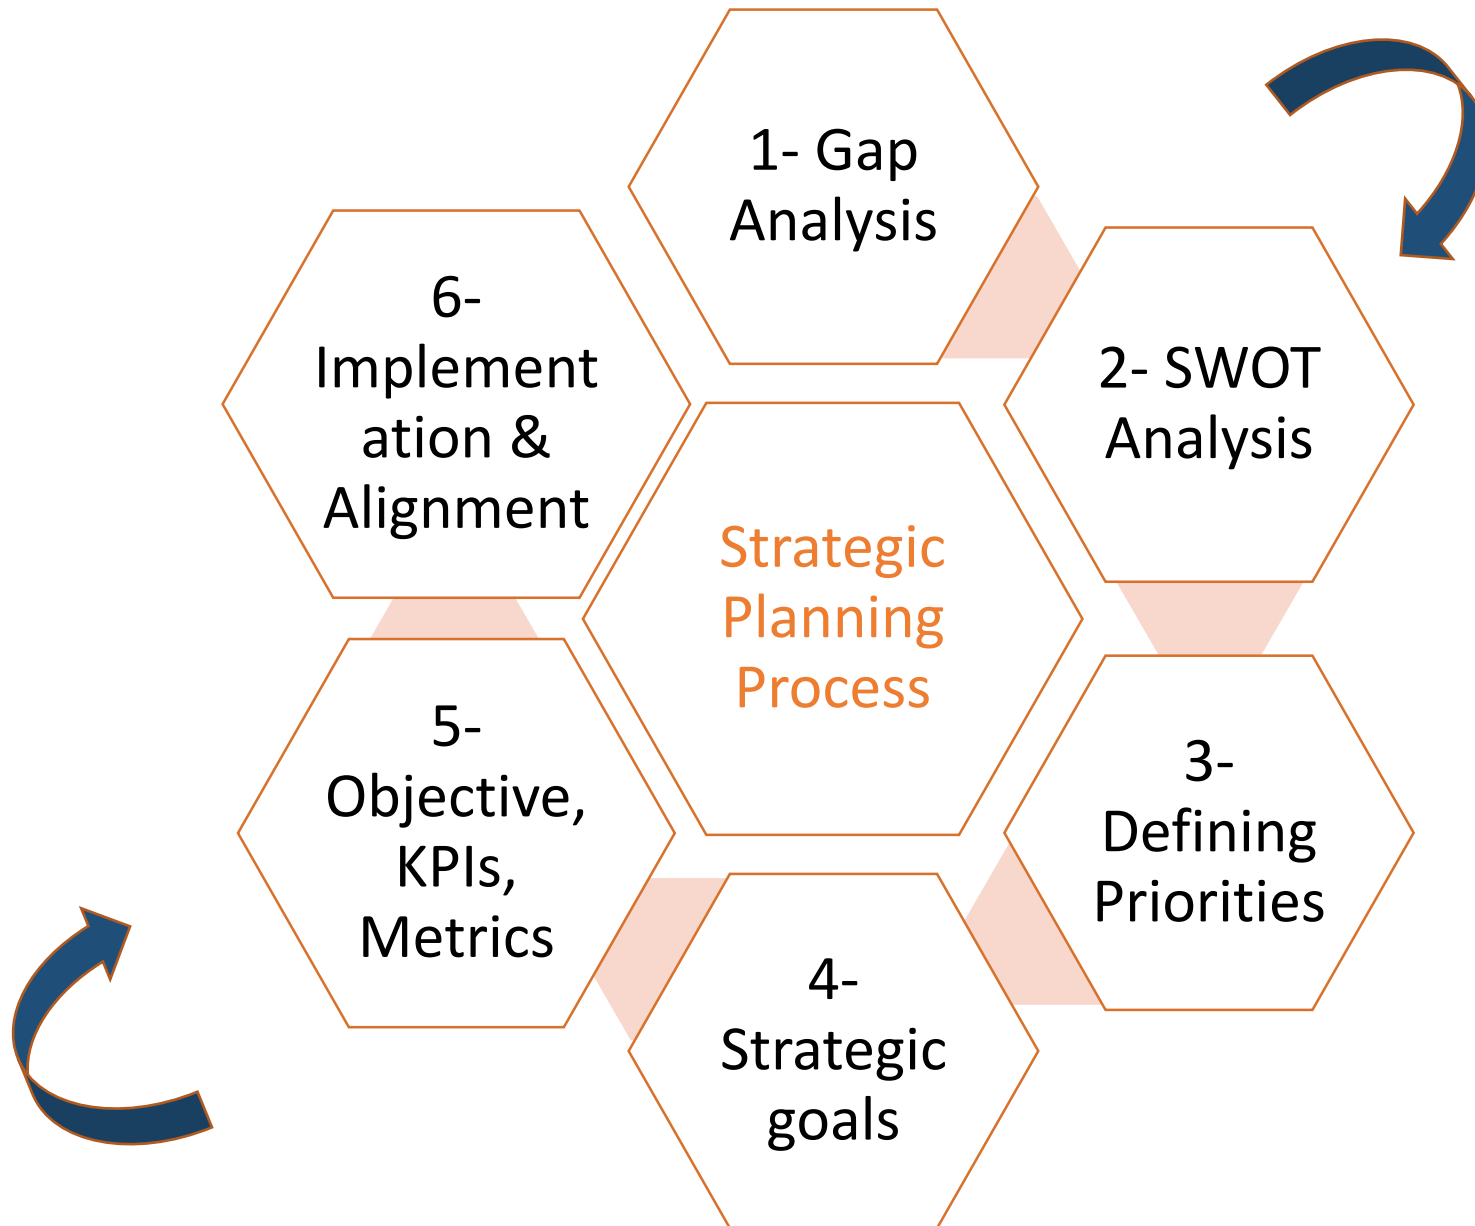 1- Gap
Analysis
2- SWOT
Analysis
3-
Defining
Priorities
4-
Strategic
goals
5-
Objective,
KPIs,
Metrics
6-
Implement
ation &
Alignment
Strategic
Planning
Process